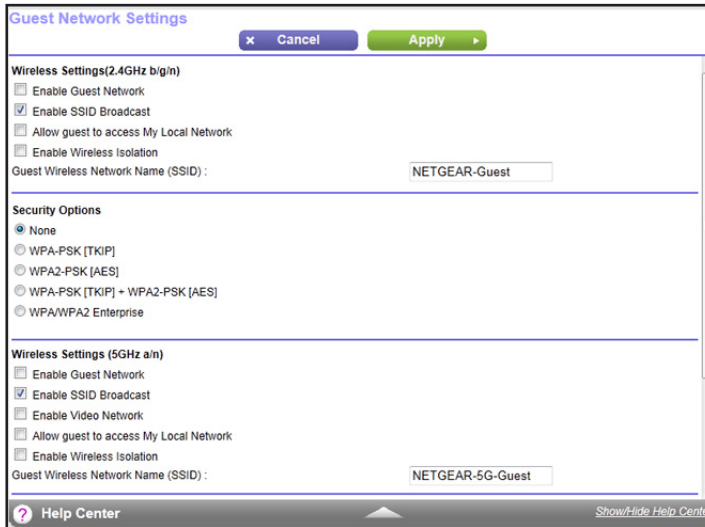 Guest Network Settings
Cancel Apply
Wireless Settings(2.4GHz b/g/n)
Enable Guest Network
Enable SSID Broadcast
Allow guest to access My Local Network
Enable Wireless Isolation
Guest Wireless Network Name (SSID) : NETGEAR-Guest
Security Options
None
WPA-PSK [TKIP]
WPA2-PSK [AES]
WPA-PSK [TKIP] + WPA2-PSK [AES]
WPA/WPA2 Enterprise
Wireless Settings (5GHz a/n)
Enable Guest Network
Enable SSID Broadcast
Enable Video Network
Allow guest to access My Local Network
Enable Wireless Isolation
Guest Wireless Network Name (SSID) : NETGEAR-5G-Guest
? Help Center Show/Hide Help Cente